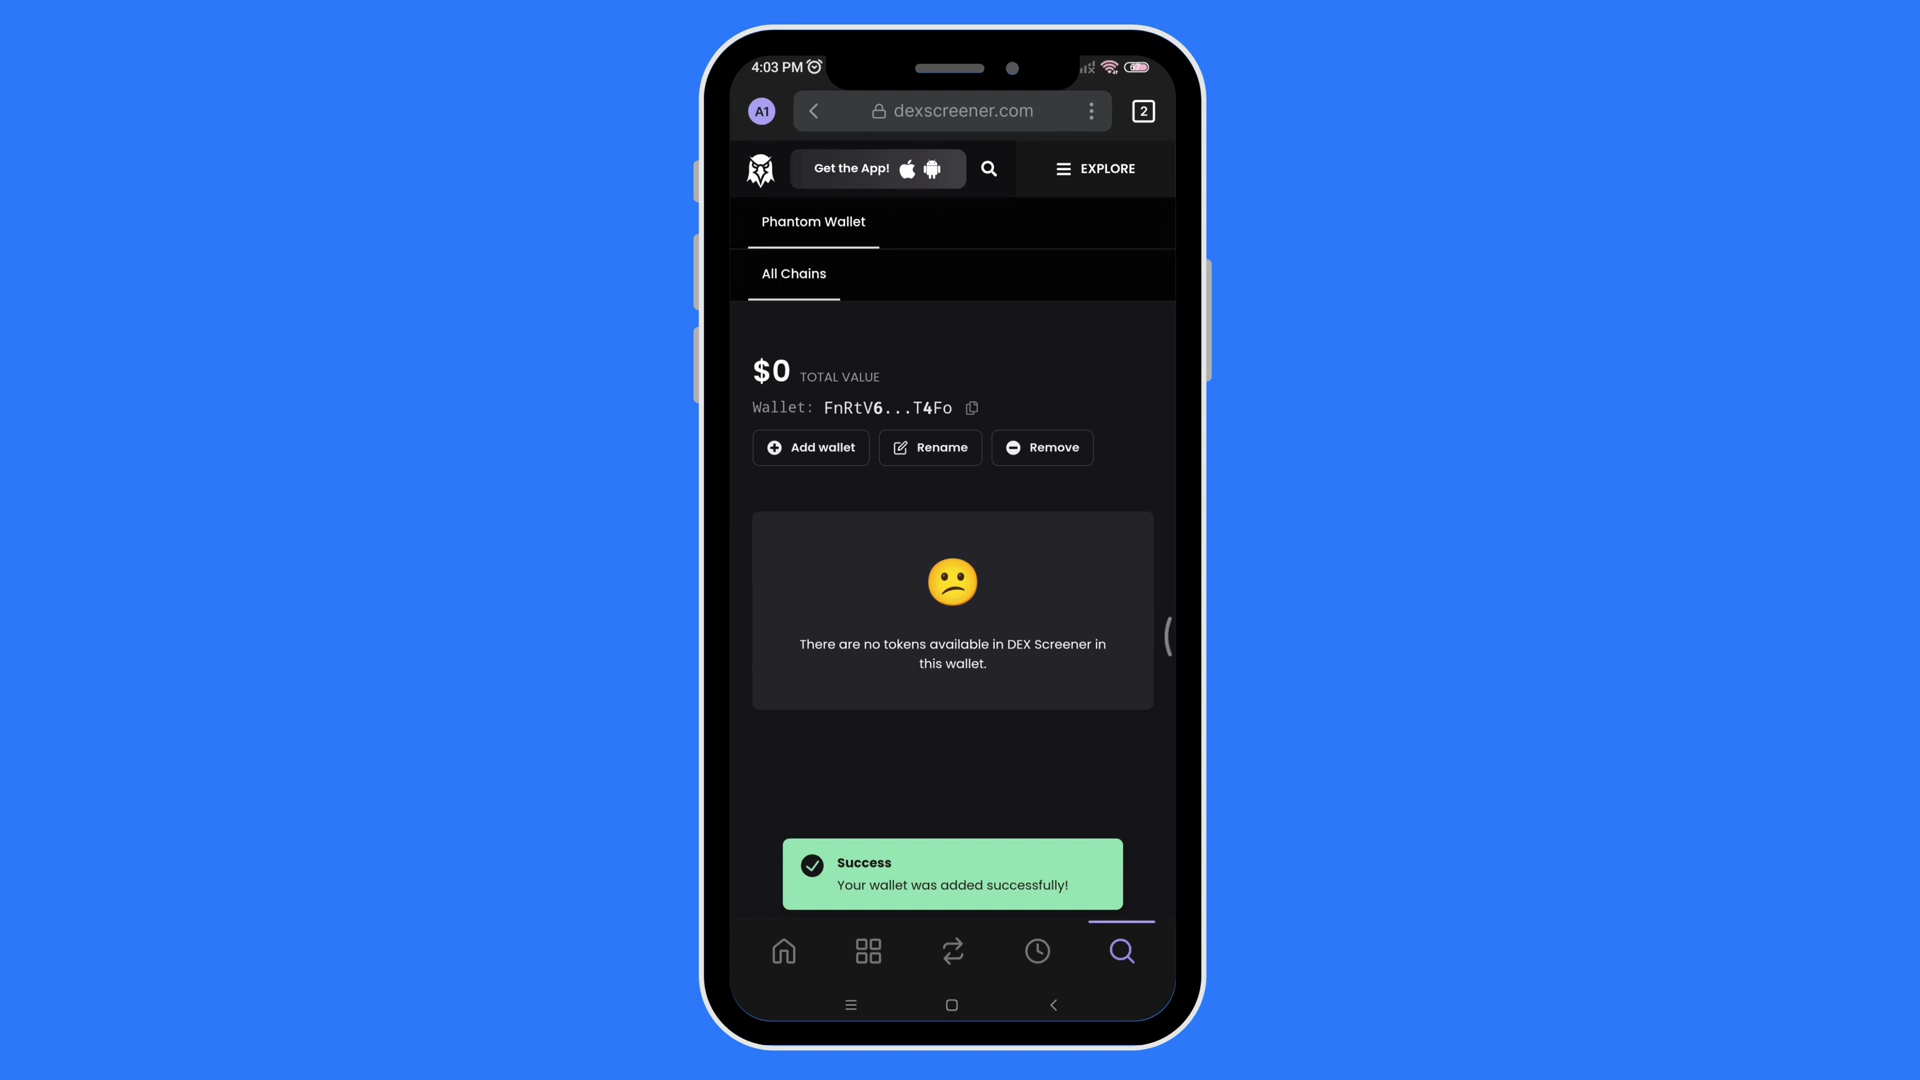 4:03 PM
A1
dexscreener.com
2
Get the App!
EXPLORE
Phantom Wallet
All Chains
$0 TOTAL VALUE
Wallet: FnRtV6...T4Fo
Add wallet
Rename
Remove
There are no tokens available in DEX Screener in
this wallet.
Success
Your wallet was added successfully!